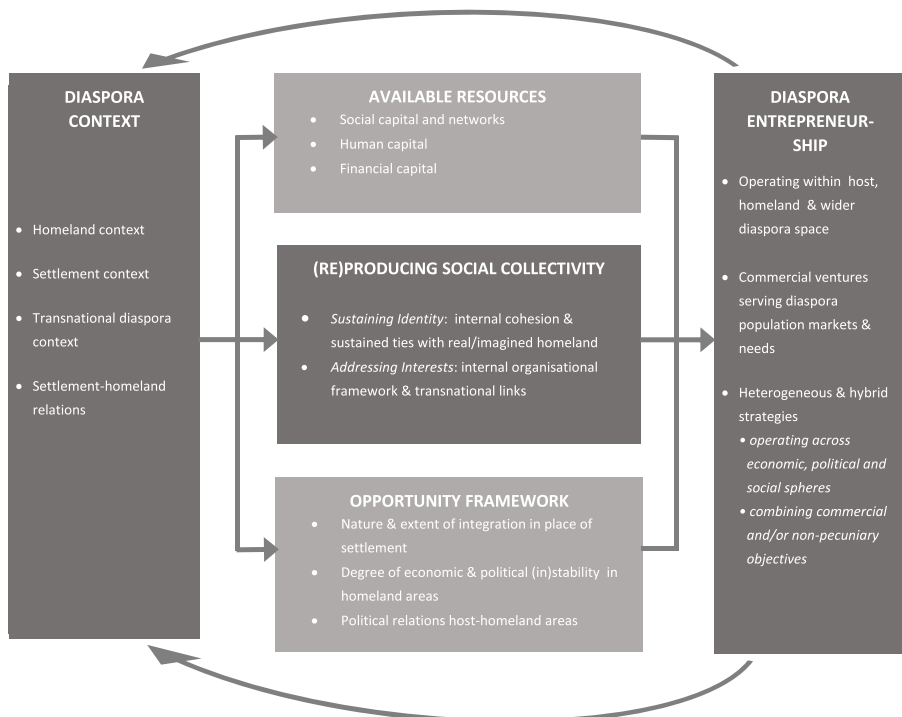 DIASPORA
CONTEXT
• Homeland context
• Settlement context
• Transnational diaspora
context
• Settlement-homeland
relations
AVAILABLE RESOURCES
• Social capital and networks
• Human capital
• Financial capital
(RE)PRODUCING SOCIAL COLLECTIVITY
• Sustaining Identity: internal cohesion &
sustained ties with real/imagined homeland
• Addressing Interests: internal organisational
framework & transnational links
OPPORTUNITY FRAMEWORK
• Nature & extent of integration in place of
settlement
• Degree of economic & political (in)stability in
homeland areas
• Political relations host-homeland areas
DIASPORA
ENTREPRENEUR-
SHIP
• Operating within host,
homeland & wider
diaspora space
• Commercial ventures
serving diaspora
population markets &
needs
• Heterogeneous & hybrid
strategies
• operating across
economic, political and
social spheres
• combining commercial
and/or non-pecuniary
objectives